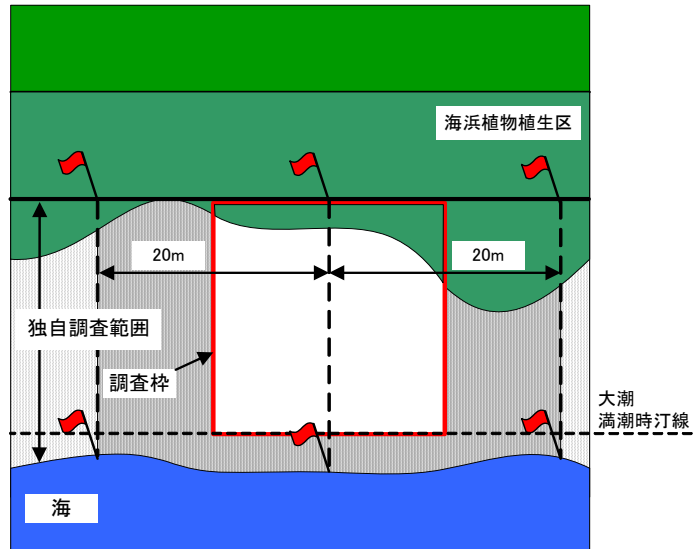 海浜植物植生区
20m
20m
独自調査範囲
調査枠
大潮
満潮時汀線
海